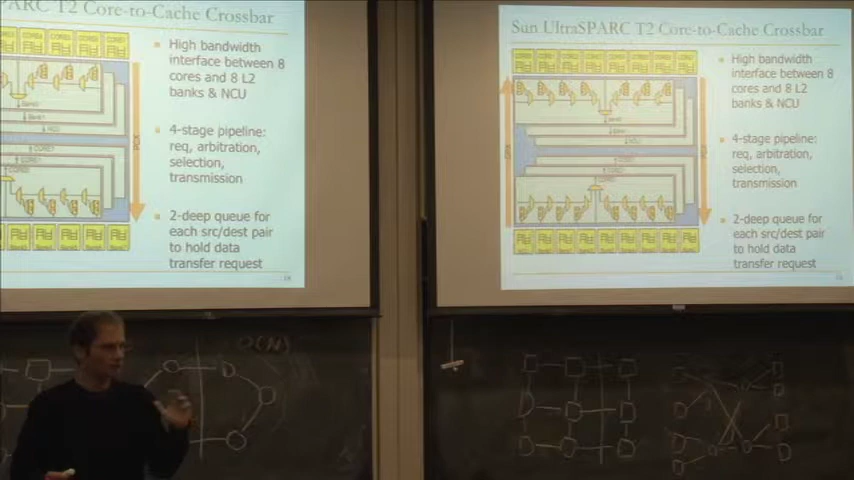 PARC T2 Core-to-Cache Crossbar
High bandwidth
interface between 8
cores and 8 L2
banks & NCU
4-stage pipeline:
req, arbitration,
selection,
transmission
2-deep queue for
each src/dest pair
to hold data
transfer request
Sun UltraSPARC T2 Core-to-Cache Crossbar
High bandwidth
interface between 8
cores and 8 L2
banks & NCU
4-stage pipeline:
req, arbitration,
selection,
transmission
2-deep queue for
each src/dest pair
to hold data
transfer request